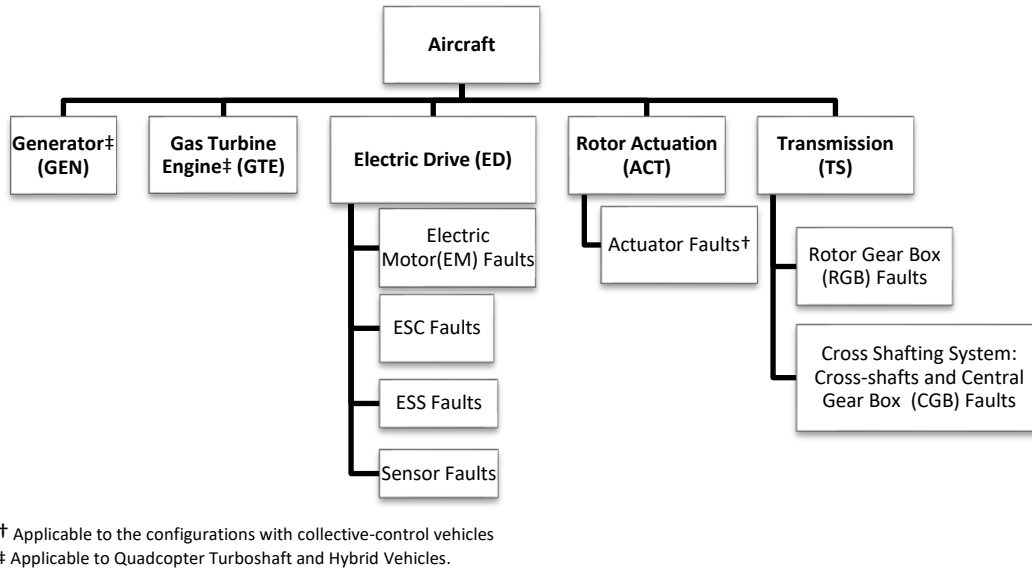 Aircraft
Generator‡
(GEN)
Gas Turbine
Engine‡ (GTE)
Electric Drive (ED)
Rotor Actuation
(ACT)
Transmission
(TS)
Electric
Motor(EM) Faults
ESC Faults
ESS Faults
Sensor Faults
Actuator Faults†
Rotor Gear Box
(RGB) Faults
Cross Shafting System:
Cross-shafts and Central
Gear Box (CGB) Faults
† Applicable to the configurations with collective-control vehicles
‡ Applicable to Quadcopter Turboshaft and Hybrid Vehicles.